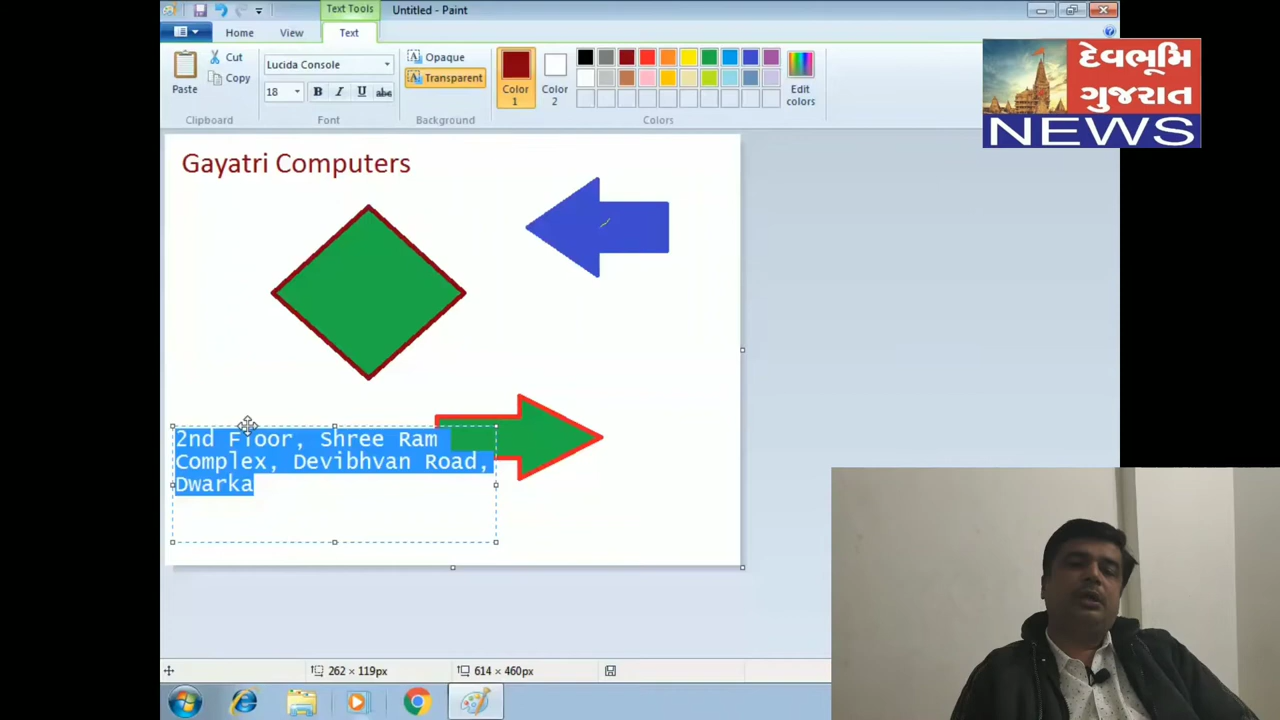 Text Tools
Untitled - Paint
Home
View
Text
Paste
Cut
Copy
Clipboard
Lucida Console
18
B
I
U
abc
Font
Opaque
Transparent
Background
Color 1
Color 2
Edit colors
Colors
દેવભૂમિ
ગુજરાત
NEWS
Gayatri Computers
2nd Floor, Shree Ram
Complex, Devibhvan Road,
Dwarka
262 × 119px
614 × 460px